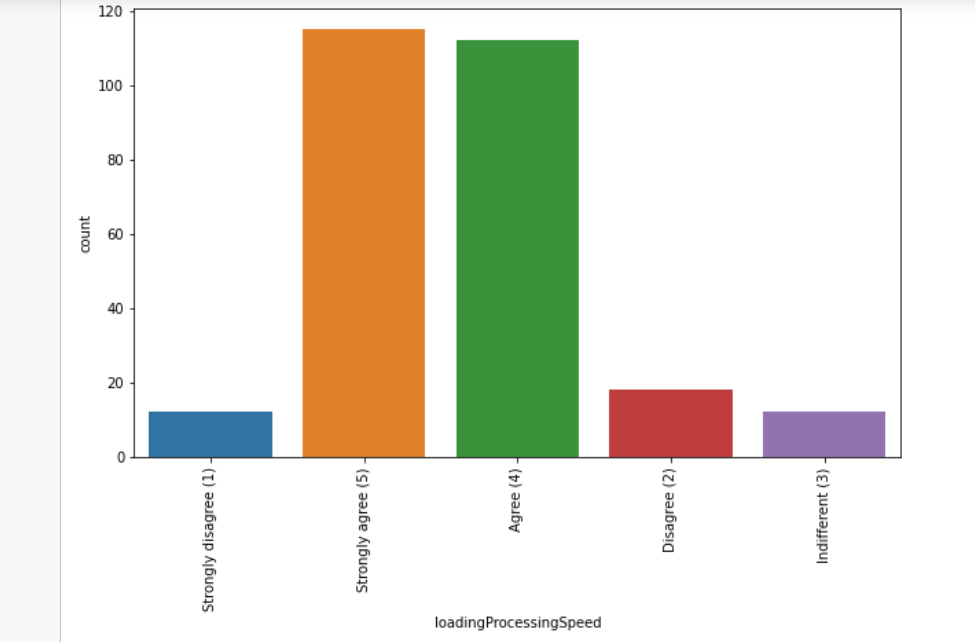 120
100
80
60
40
20
0
count
Strongly disagree (1)
Strongly agree (5)
Agree (4)
Disagree (2)
Indifferent (3)
loadingProcessingSpeed